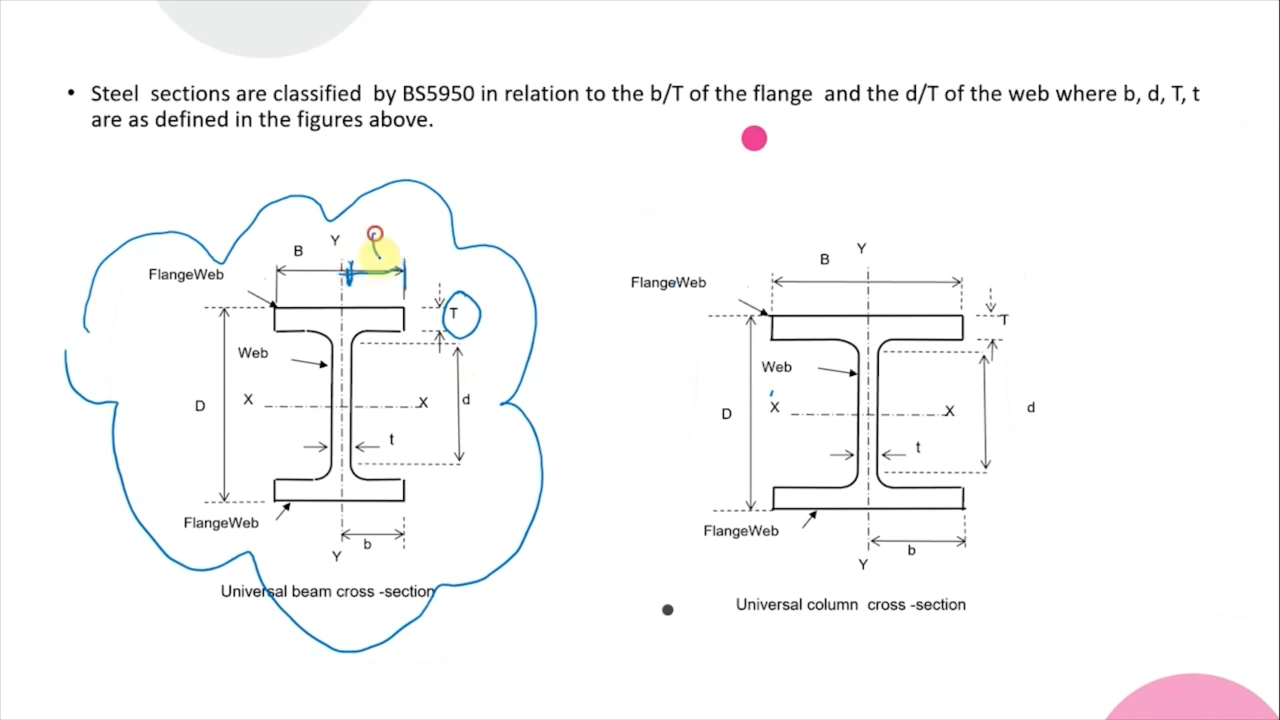 • Steel sections are classified by BS5950 in relation to the b/T of the flange and the d/T of the web where b, d, T, t
are as defined in the figures above.
Y
B
FlangeWeb
T
Web
D
X
X
d
t
FlangeWeb
b
Y
Universal beam cross -section
Y
B
FlangeWeb
T
Web
D
X
X
d
t
FlangeWeb
b
Y
Universal column cross -section